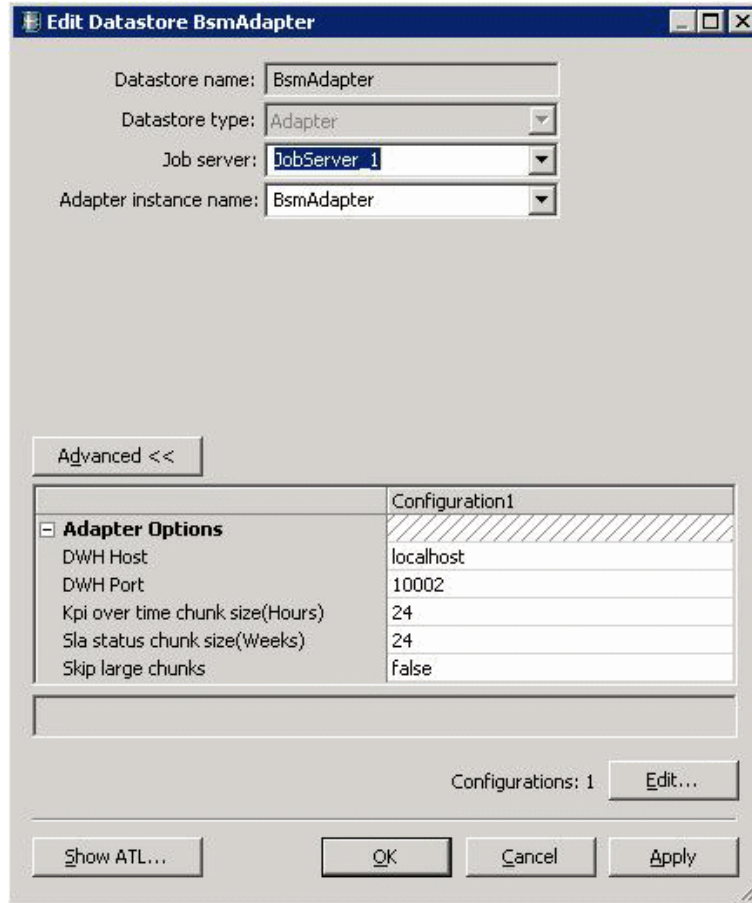 Edit Datastore BsmAdapter
Datastore name: BsmAdapter
Datastore type: Adapter
Job server: JobServer_1
Adapter instance name: BsmAdapter
Advanced <<
Configuration1
Adapter Options
DWH Host localhost
DWH Port 10002
Kpi over time chunk size(Hours) 24
Sla status chunk size(Weeks) 24
Skip large chunks false
Configurations: 1 Edit...
Show ATL... OK Cancel Apply